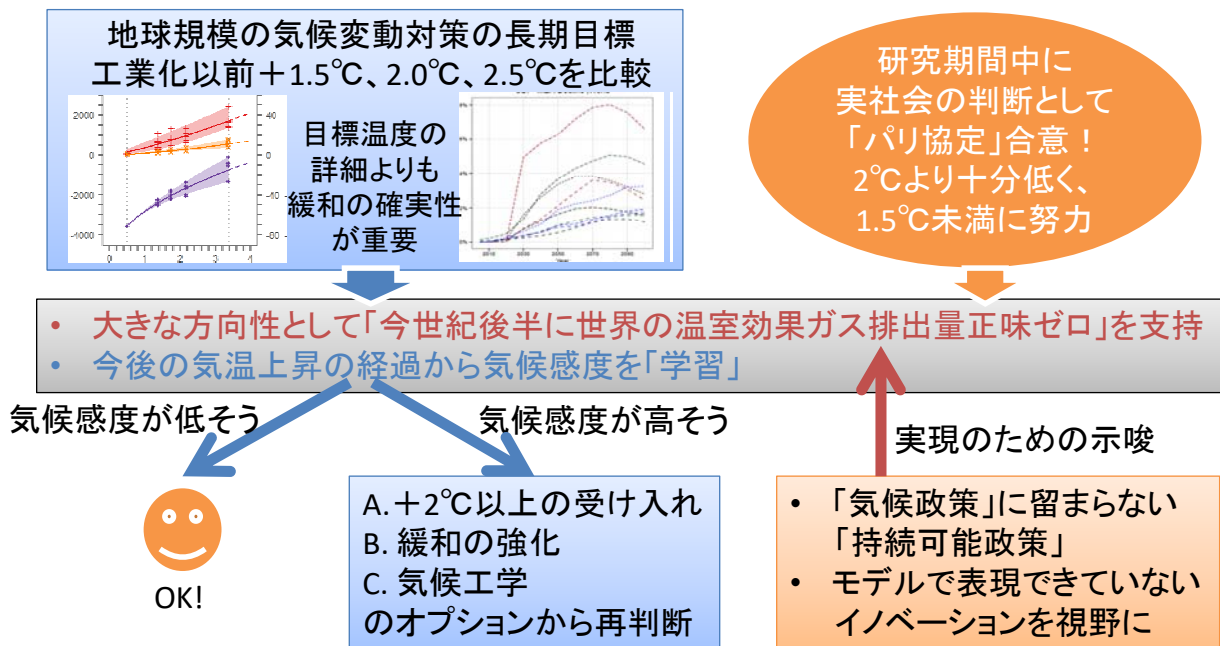 地球規模の気候変動対策の長期目標
工業化以前＋1.5℃、2.0℃、2.5℃を比較
2000
0
-2000
-4000
40
20
0
-40
0
1
2
3
4
目標温度の
詳細よりも
緩和の確実性
が重要
2010
2030
2050
2070
2090
Year
研究期間中に
実社会の判断として
「パリ協定」合意！
2℃より十分低く、
1.5℃未満に努力
• 大きな方向性として「今世紀後半に世界の温室効果ガス排出量正味ゼロ」を支持
• 今後の気温上昇の経過から気候感度を「学習」
気候感度が低そう
気候感度が高そう
実現のための示唆
OK!
A.＋2℃以上の受け入れ
B. 緩和の強化
C. 気候工学
のオプションから再判断
• 「気候政策」に留まらない
「持続可能政策」
• モデルで表現できていない
イノベーションを視野に